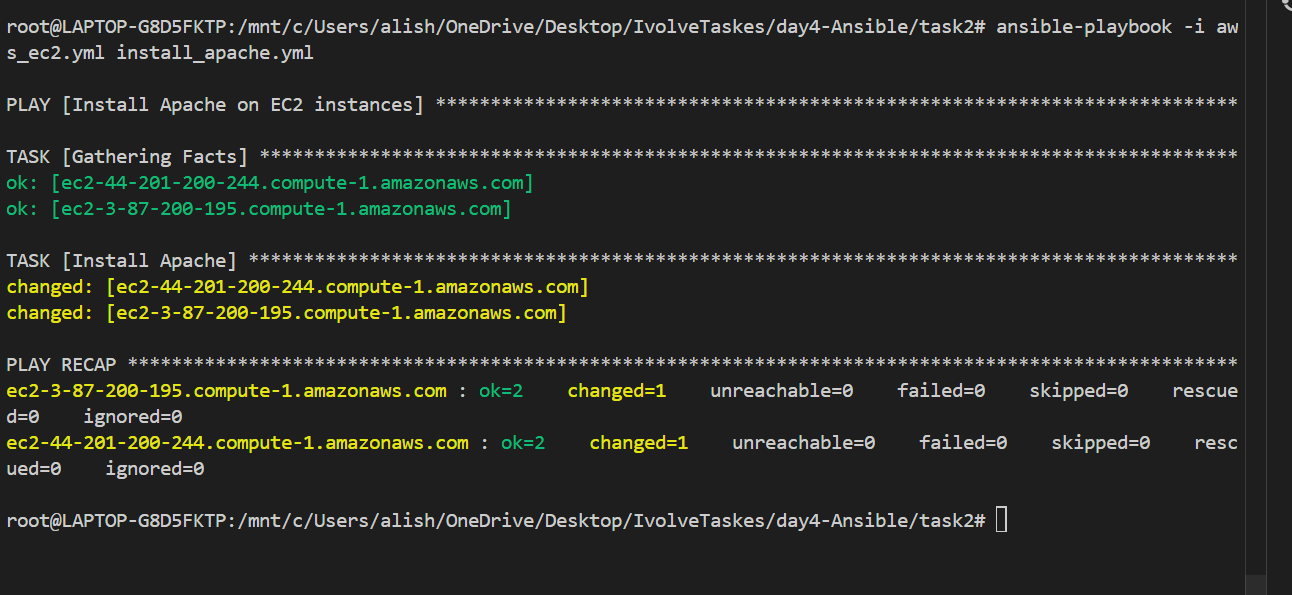 root@LAPTOP-G8D5FKTP:/mnt/c/Users/alish/OneDrive/Desktop/IvolveTaskes/day4-Ansible/task2# ansible-playbook -i aw
s_ec2.yml install_apache.yml
PLAY [Install Apache on EC2 instances] *************************************************************************
TASK [Gathering Facts] *****************************************************************************************
ok: [ec2-44-201-200-244.compute-1.amazonaws.com]
ok: [ec2-3-87-200-195.compute-1.amazonaws.com]
TASK [Install Apache] ******************************************************************************************
changed: [ec2-44-201-200-244.compute-1.amazonaws.com]
changed: [ec2-3-87-200-195.compute-1.amazonaws.com]
PLAY RECAP *****************************************************************************************************
ec2-3-87-200-195.compute-1.amazonaws.com : ok=2    changed=1    unreachable=0    failed=0    skipped=0    rescue
d=0    ignored=0
ec2-44-201-200-244.compute-1.amazonaws.com : ok=2    changed=1    unreachable=0    failed=0    skipped=0    resc
ued=0    ignored=0
root@LAPTOP-G8D5FKTP:/mnt/c/Users/alish/OneDrive/Desktop/IvolveTaskes/day4-Ansible/task2#